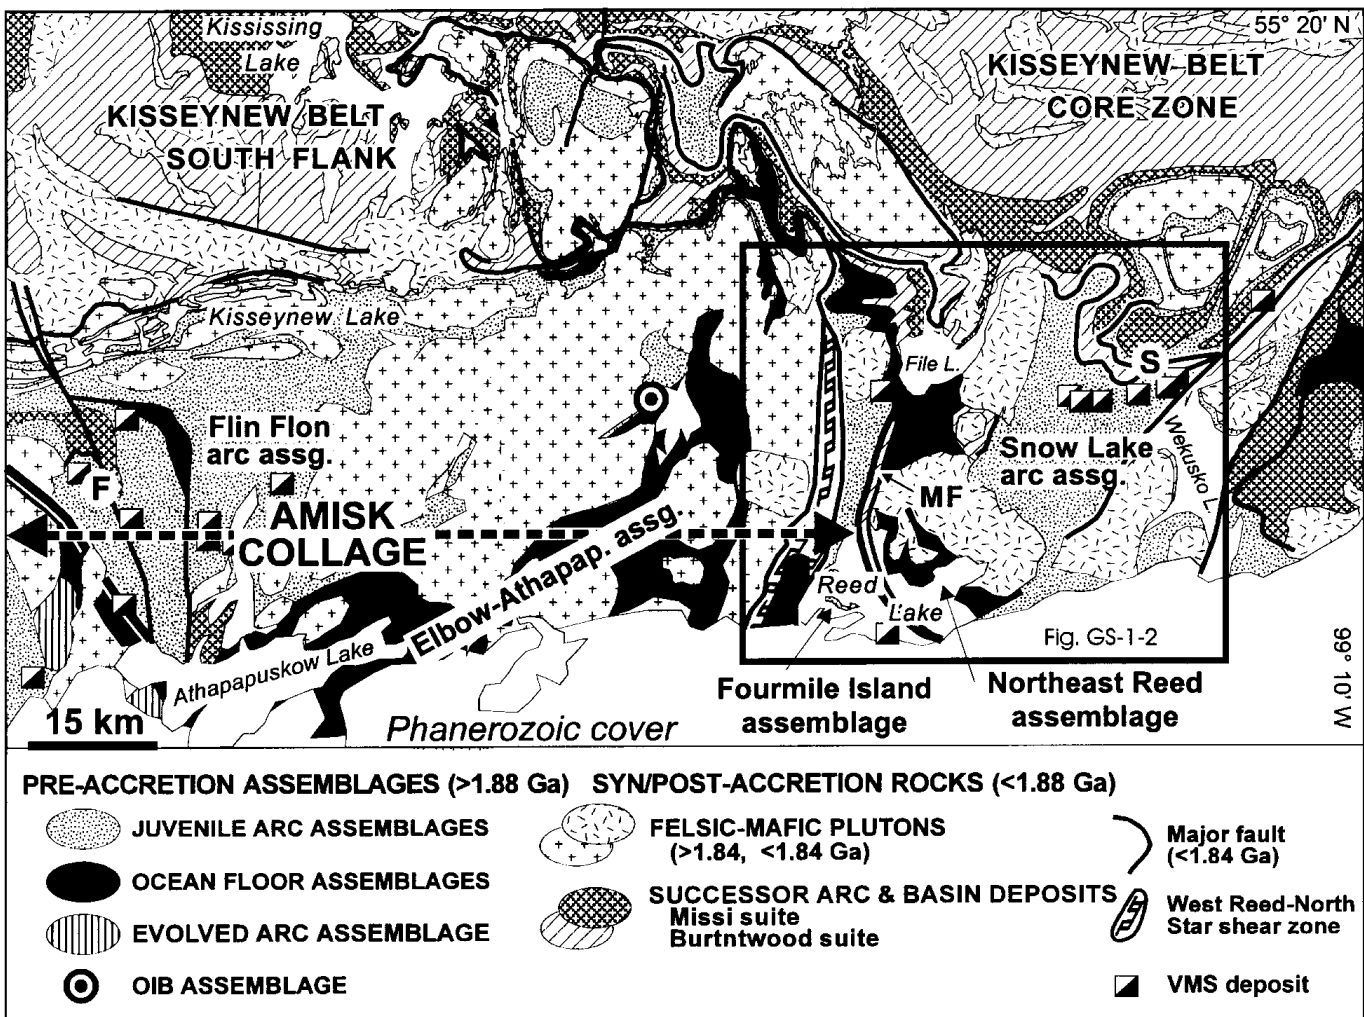 Kississing
Lake
55° 20' N
KISSEYNEW BELT
CORE ZONE
KISSEYNEW BELT
SOUTH FLANK
Kisseynew Lake
File L.
S
Flin Flon
arc assg.
Snow Lake
arc assg.
Wekusko L.
F
MF
AMISK
COLLAGE
Elbow-Athapap. assg.
Reed
Lake
Fig. GS-1-2
99° 10' W
Athapapuskow Lake
Fourmile Island
assemblage
Northeast Reed
assemblage
15 km
Phanerozoic cover
PRE-ACCRETION ASSEMBLAGES (>1.88 Ga)
JUVENILE ARC ASSEMBLAGES
OCEAN FLOOR ASSEMBLAGES
EVOLVED ARC ASSEMBLAGE
OIB ASSEMBLAGE
SYN/POST-ACCRETION ROCKS (<1.88 Ga)
FELSIC-MAFIC PLUTONS
(>1.84, <1.84 Ga)
SUCCESSOR ARC & BASIN DEPOSITS
Missi suite
Burtntwood suite
Major fault
(<1.84 Ga)
West Reed-North
Star shear zone
VMS deposit